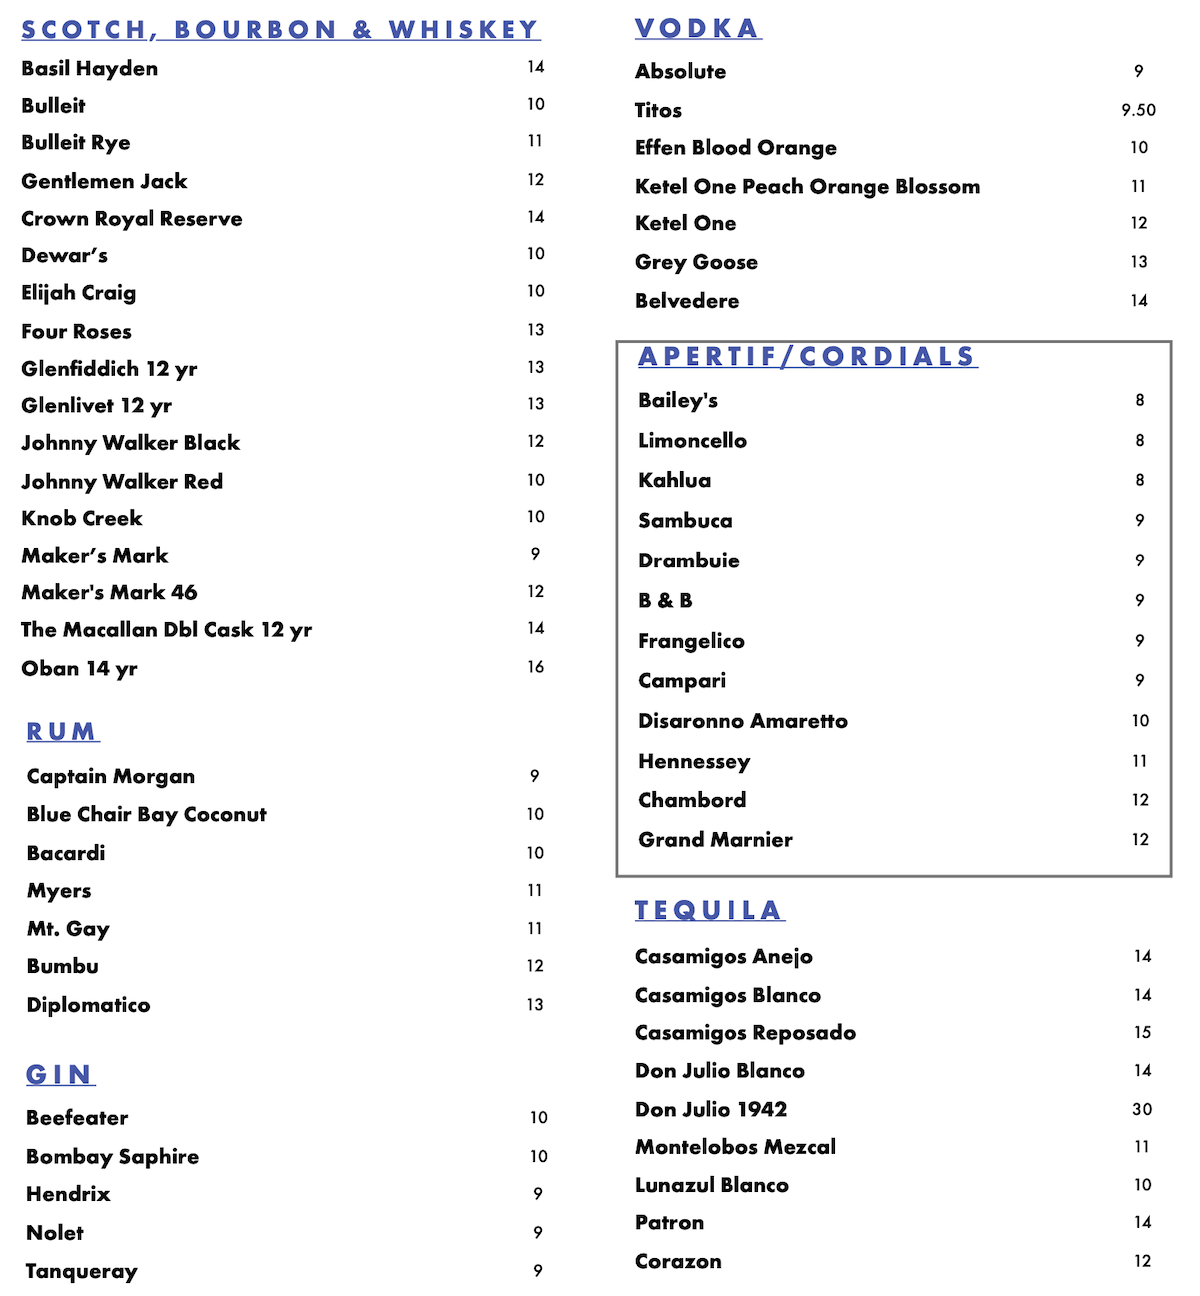 SCOTCH, BOURBON & WHISKEY
Basil Hayden 14
Bulleit 10
Bulleit Rye 11
Gentlemen Jack 12
Crown Royal Reserve 14
Dewar’s 10
Elijah Craig 10
Four Roses 13
Glenfiddich 12 yr 13
Glenlivet 12 yr 13
Johnny Walker Black 12
Johnny Walker Red 10
Knob Creek 10
Maker’s Mark 9
Maker's Mark 46 12
The Macallan Dbl Cask 12 yr 14
Oban 14 yr 16
RUM
Captain Morgan 9
Blue Chair Bay Coconut 10
Bacardi 10
Myers 11
Mt. Gay 11
Bumbu 12
Diplomatico 13
GIN
Beefeater 10
Bombay Saphire 10
Hendrix 9
Nolet 9
Tanqueray 9
VODKA
Absolute 9
Titos 9.50
Effen Blood Orange 10
Ketel One Peach Orange Blossom 11
Ketel One 12
Grey Goose 13
Belvedere 14
APERTIF/CORDIALS
Bailey's 8
Limoncello 8
Kahlua 8
Sambuca 9
Drambuie 9
B & B 9
Frangelico 9
Campari 9
Disaronno Amaretto 10
Hennessey 11
Chambord 12
Grand Marnier 12
TEQUILA
Casamigos Anejo 14
Casamigos Blanco 14
Casamigos Reposado 15
Don Julio Blanco 14
Don Julio 1942 30
Montelobos Mezcal 11
Lunazul Blanco 10
Patron 14
Corazon 12